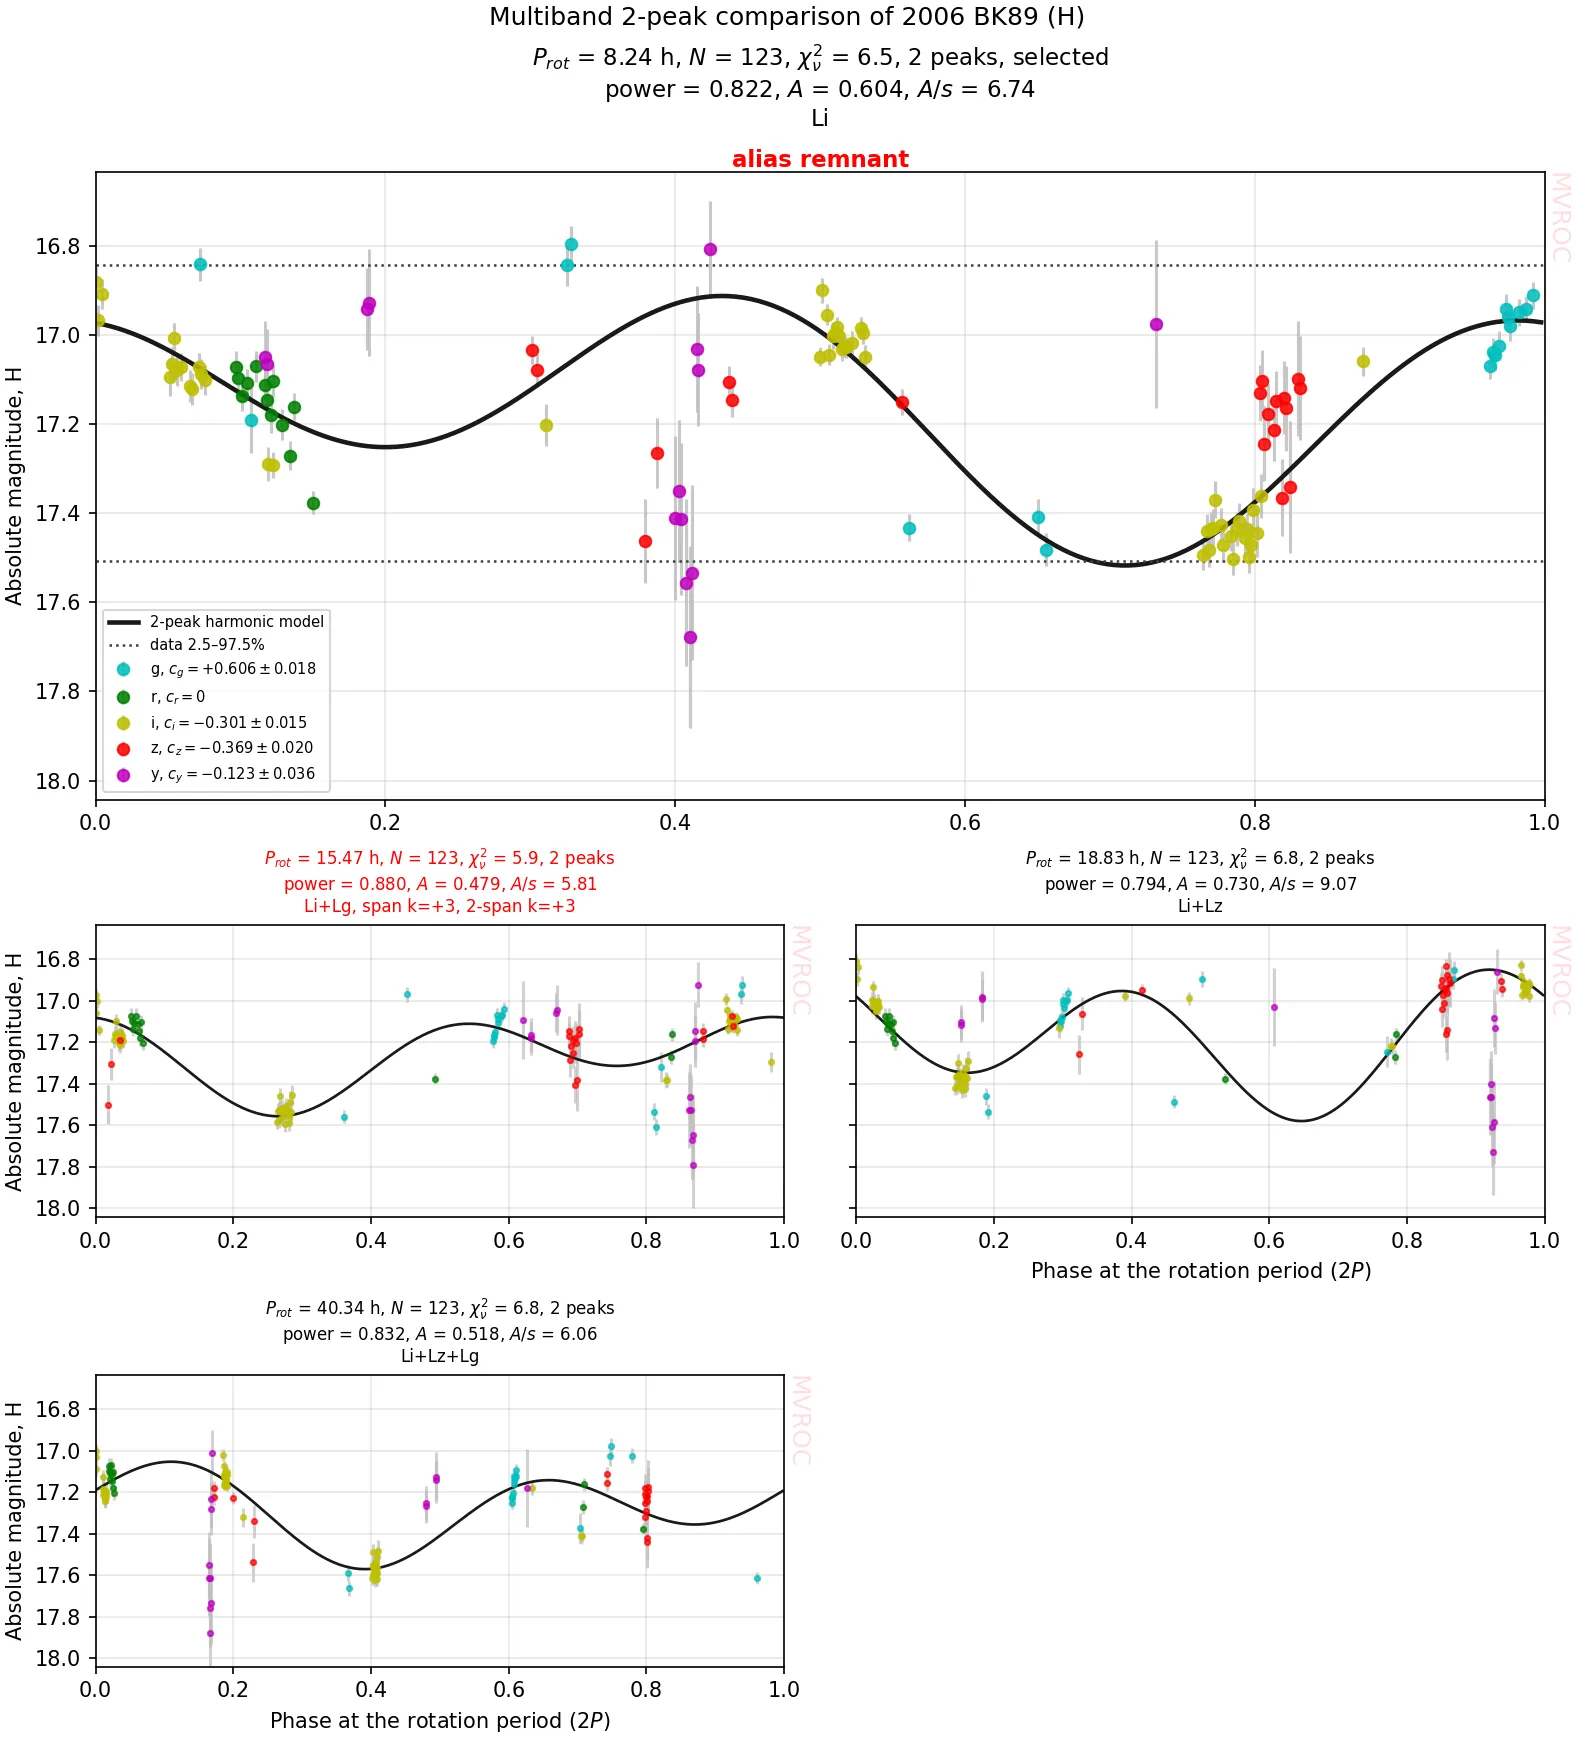 Multiband 2-peak comparison of 2006 BK89 (H)
P_rot = 8.24 h, N = 123, χ²_ν = 6.5, 2 peaks, selected
power = 0.822, A = 0.604, A/s = 6.74
Li
alias remnant
MVROC
Absolute magnitude, H
16.8
17.0
17.2
17.4
17.6
17.8
18.0
2-peak harmonic model
data 2.5–97.5%
g, c_g = +0.606 ± 0.018
r, c_r = 0
i, c_i = −0.301 ± 0.015
z, c_z = −0.369 ± 0.020
y, c_y = −0.123 ± 0.036
0.0 0.2 0.4 0.6 0.8 1.0
P_rot = 15.47 h, N = 123, χ²_ν = 5.9, 2 peaks
power = 0.880, A = 0.479, A/s = 5.81
Li+Lg, span k=+3, 2-span k=+3
MVROC
Absolute magnitude, H
16.8
17.0
17.2
17.4
17.6
17.8
18.0
0.0 0.2 0.4 0.6 0.8 1.0
P_rot = 18.83 h, N = 123, χ²_ν = 6.8, 2 peaks
power = 0.794, A = 0.730, A/s = 9.07
Li+Lz
MVROC
0.0 0.2 0.4 0.6 0.8 1.0
Phase at the rotation period (2P)
P_rot = 40.34 h, N = 123, χ²_ν = 6.8, 2 peaks
power = 0.832, A = 0.518, A/s = 6.06
Li+Lz+Lg
MVROC
Absolute magnitude, H
16.8
17.0
17.2
17.4
17.6
17.8
18.0
0.0 0.2 0.4 0.6 0.8 1.0
Phase at the rotation period (2P)